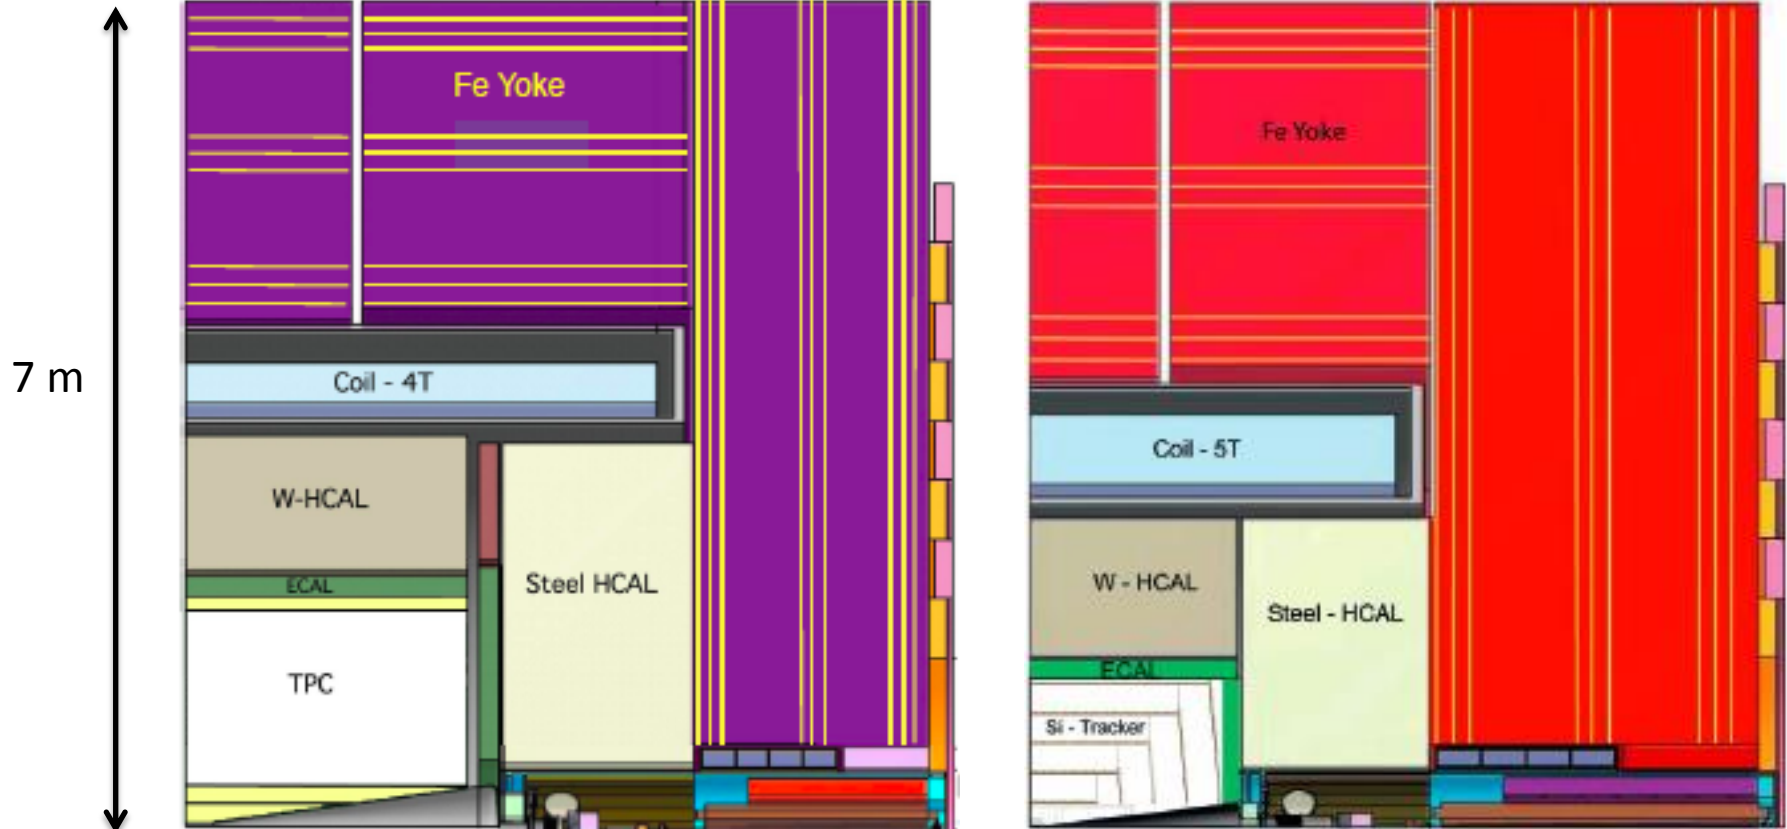 7 m
Fe Yoke
Coil - 4T
W-HCAL
ECAL
TPC
Steel HCAL
Fe Yoke
Coil - 5T
W - HCAL
ECAL
Si - Tracker
Steel - HCAL